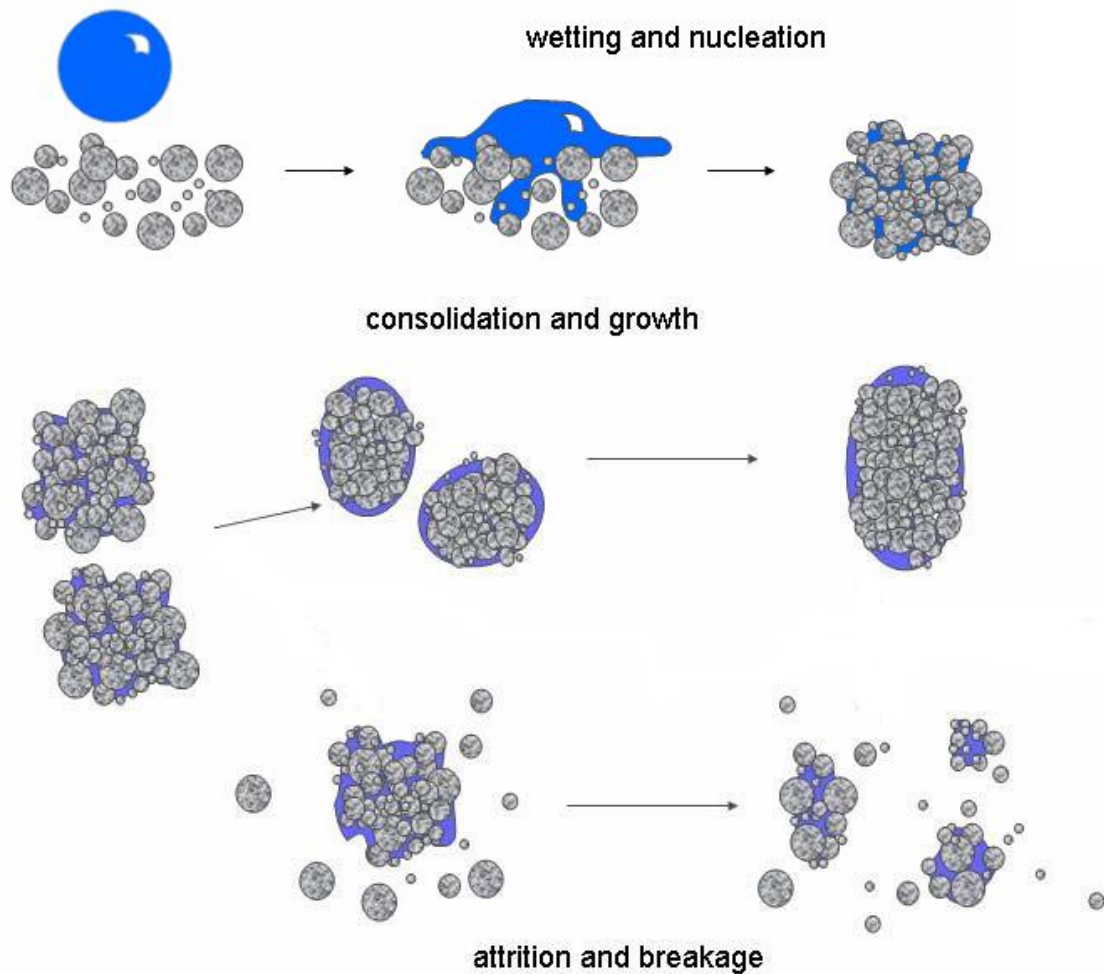 wetting and nucleation
consolidation and growth
attrition and breakage